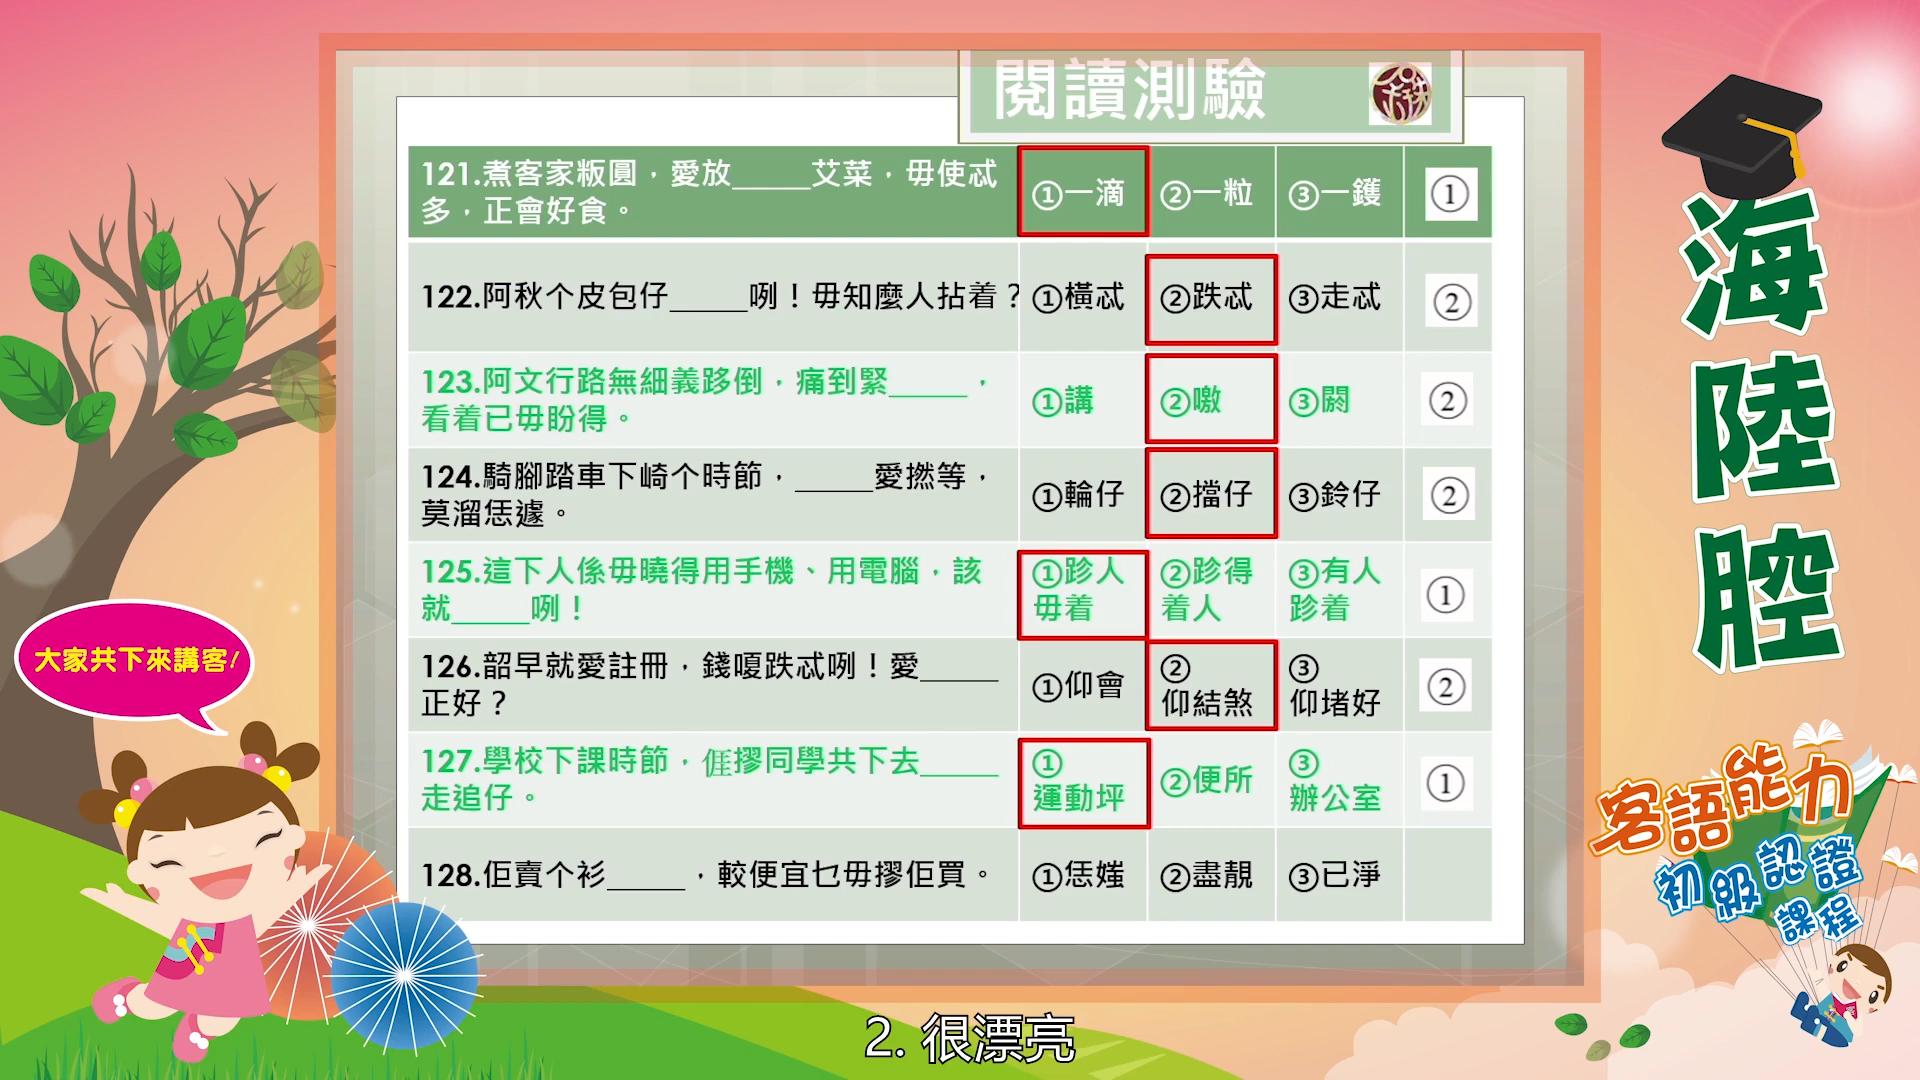 閱讀測驗
121.煮客家粄圓，愛放_____艾菜，毋使忒
多，正會好食。
①一滴
②一粒
③一鑊
①
122.阿秋个皮包仔_____咧！毋知麼人拈着？
①橫忒
②跌忒
③走忒
②
123.阿文行路無細義跢倒，痛到緊_____，
看着已毋盼得。
①講
②噭
③閼
②
124.騎腳踏車下崎个時節，_____愛撚等，
莫溜恁遽。
①輪仔
②擋仔
③鈴仔
②
125.這下人係毋曉得用手機、用電腦，該
就_____咧！
①跈人
毋着
②跈得
着人
③有人
跈着
①
126.韶早就愛註冊，錢嗄跌忒咧！愛_____
正好？
①仰會
②
仰結煞
③
仰堵好
②
127.學校下課時節，𠊎摎同學共下去_____
走追仔。
①
運動坪
②便所
③
辦公室
①
128.佢賣个衫_____，較便宜乜毋摎佢買。
①恁媸
②盡靚
③已淨
海陸腔
大家共下來講客!
客語能力
初級認證
課程
2. 很漂亮